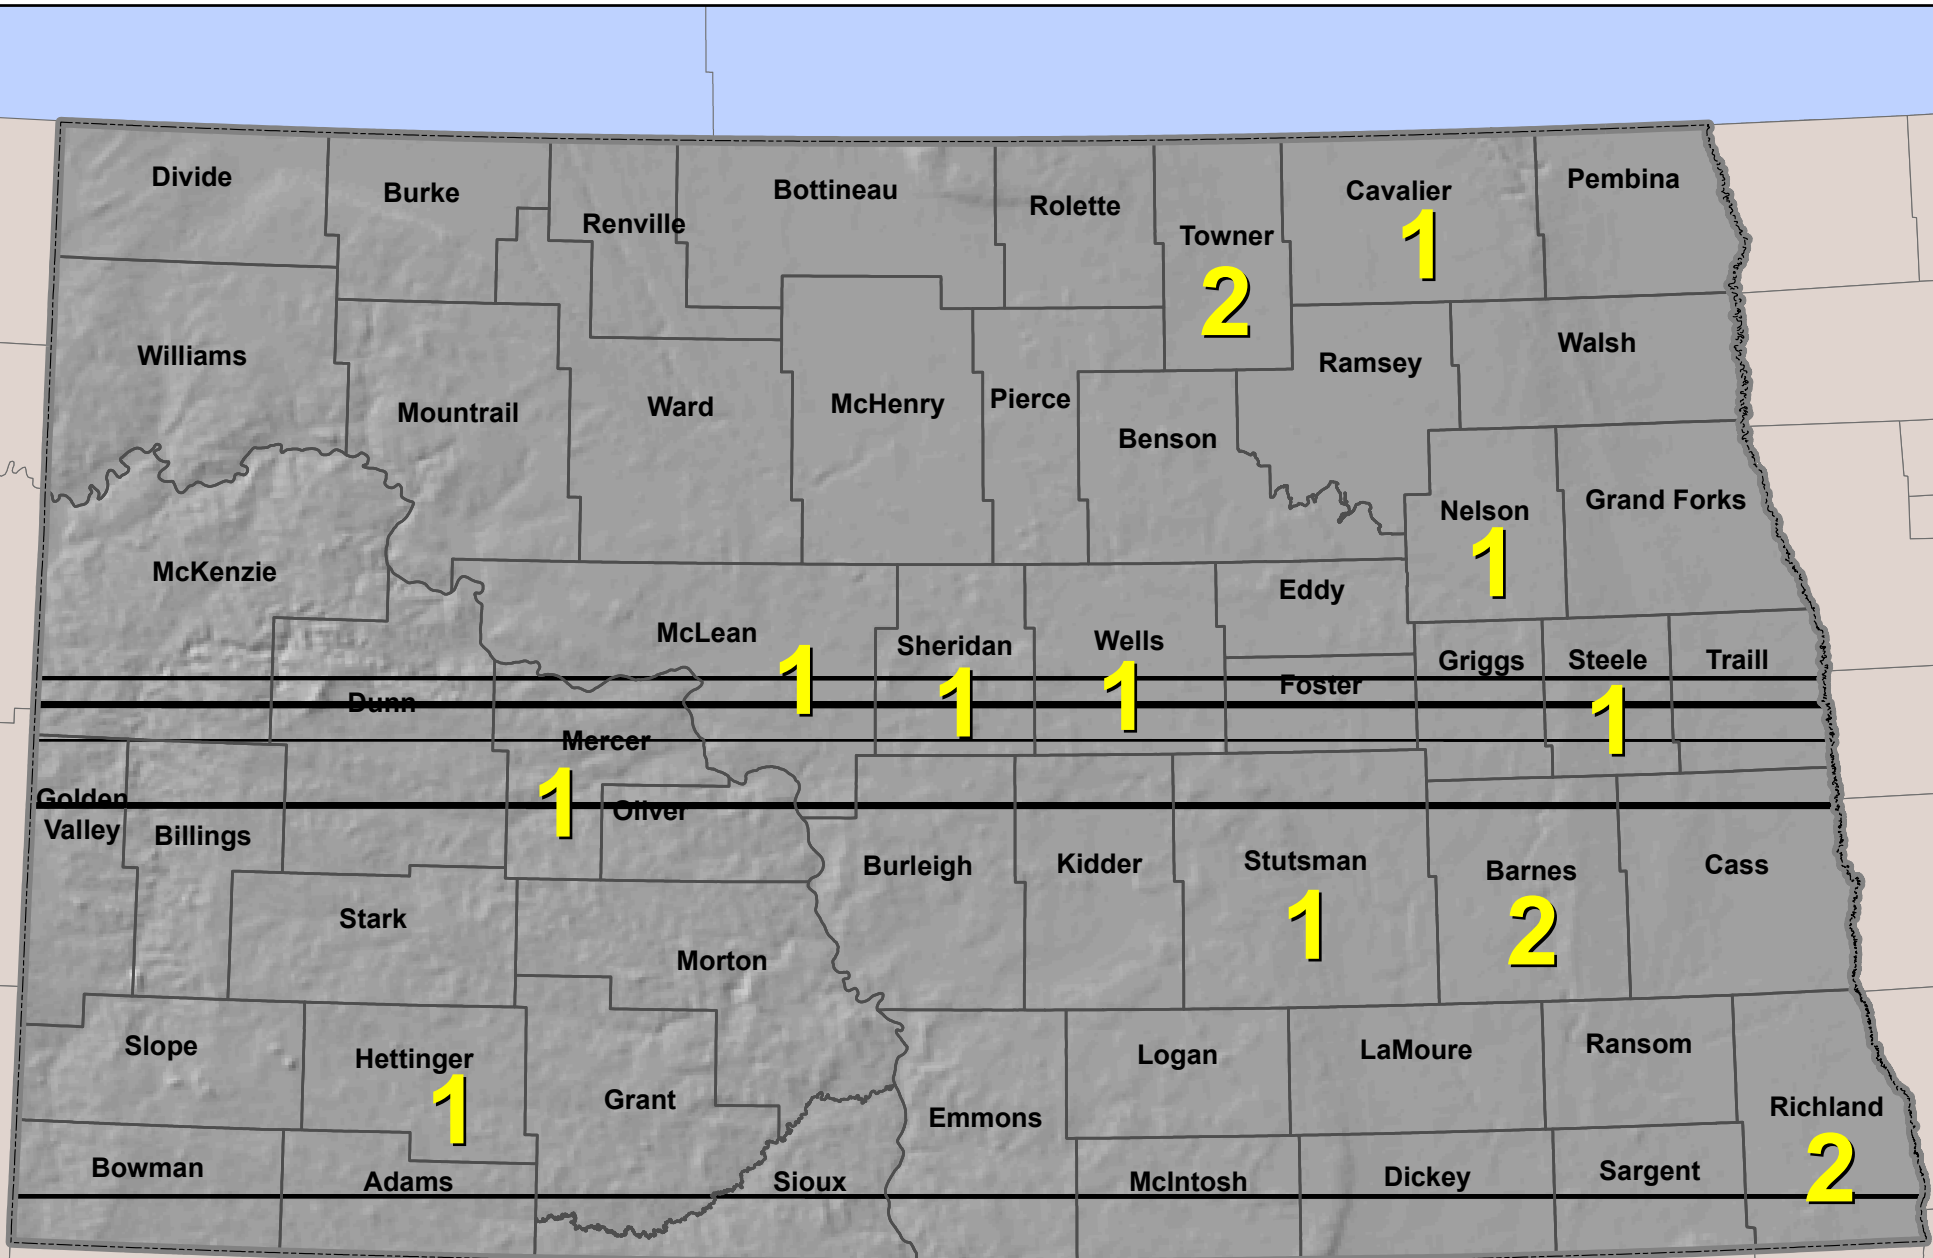 Divide
Burke
Renville
Bottineau
Rolette
Towner
2
Cavalier
1
Pembina
Williams
Mountrail
Ward
McHenry
Pierce
Benson
Ramsey
Walsh
Nelson
1
Grand Forks
McKenzie
Dunn
McLean
1
Sheridan
1
Wells
1
Eddy
Foster
Griggs
Steele
1
Traill
Mercer
1
Oliver
Golden
Valley
Billings
Stark
Morton
Burleigh
Kidder
Stutsman
1
Barnes
2
Cass
Slope
Hettinger
1
Grant
Emmons
Logan
LaMoure
Ransom
Richland
2
Bowman
Adams
Sioux
McIntosh
Dickey
Sargent